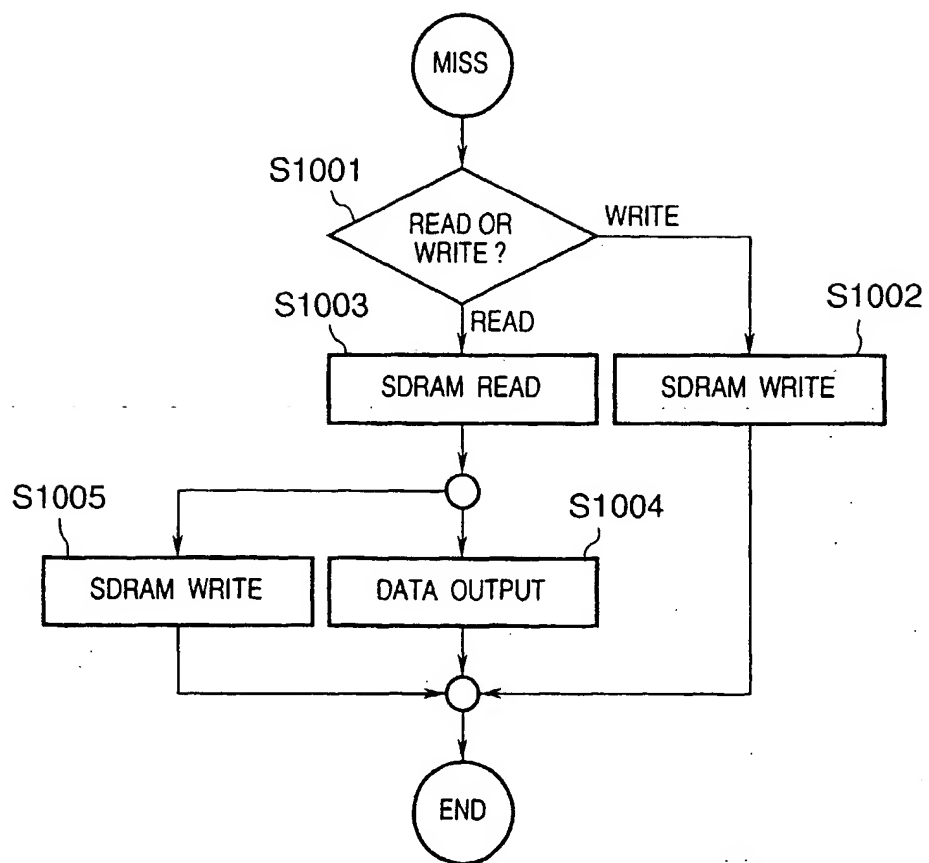 MISS
S1001
READ OR
WRITE ?
WRITE
S1003
READ
S1002
SDRAM READ
SDRAM WRITE
S1005
S1004
SDRAM WRITE
DATA OUTPUT
END